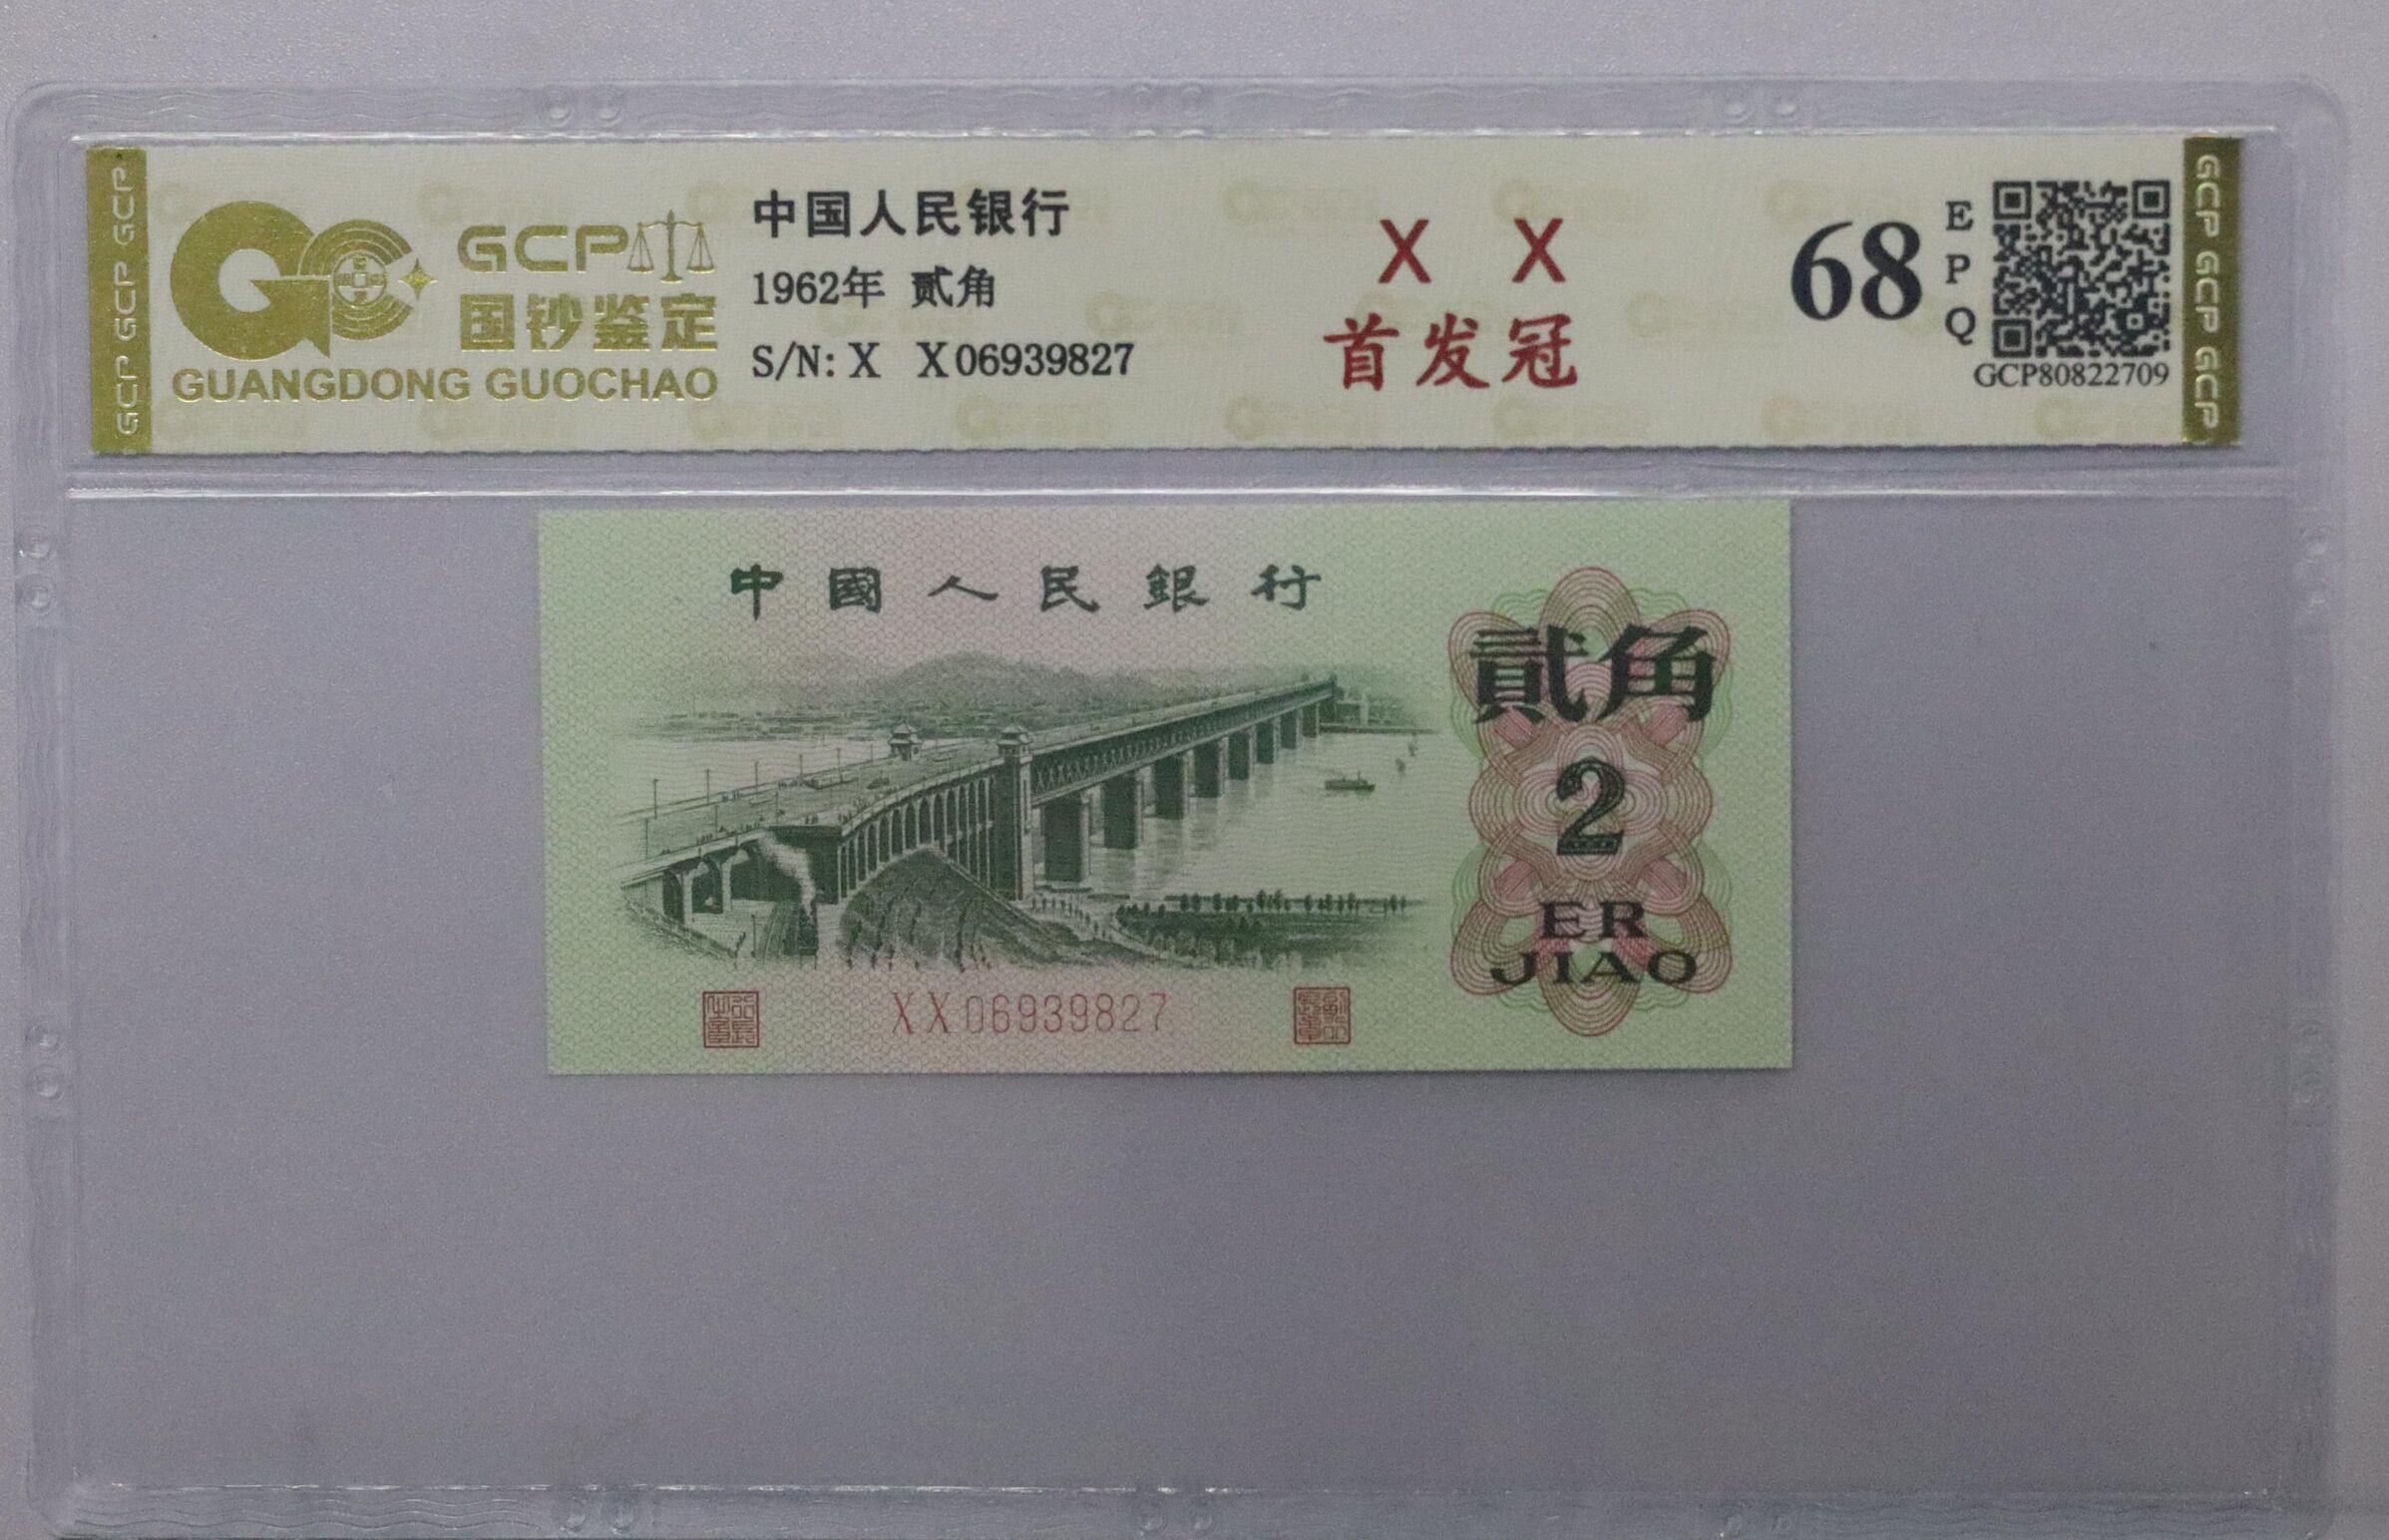 GCP GCP GCP
GCP
国钞鉴定
GUANGDONG GUOCHAO
中国人民银行
1962年 贰角
S/N: X X06939827
X X
首发冠
68
E
P
Q
GCP80822709
GCP GCP GCP
中國人民銀行
貳角
2
ER
JIAO
XX06939827